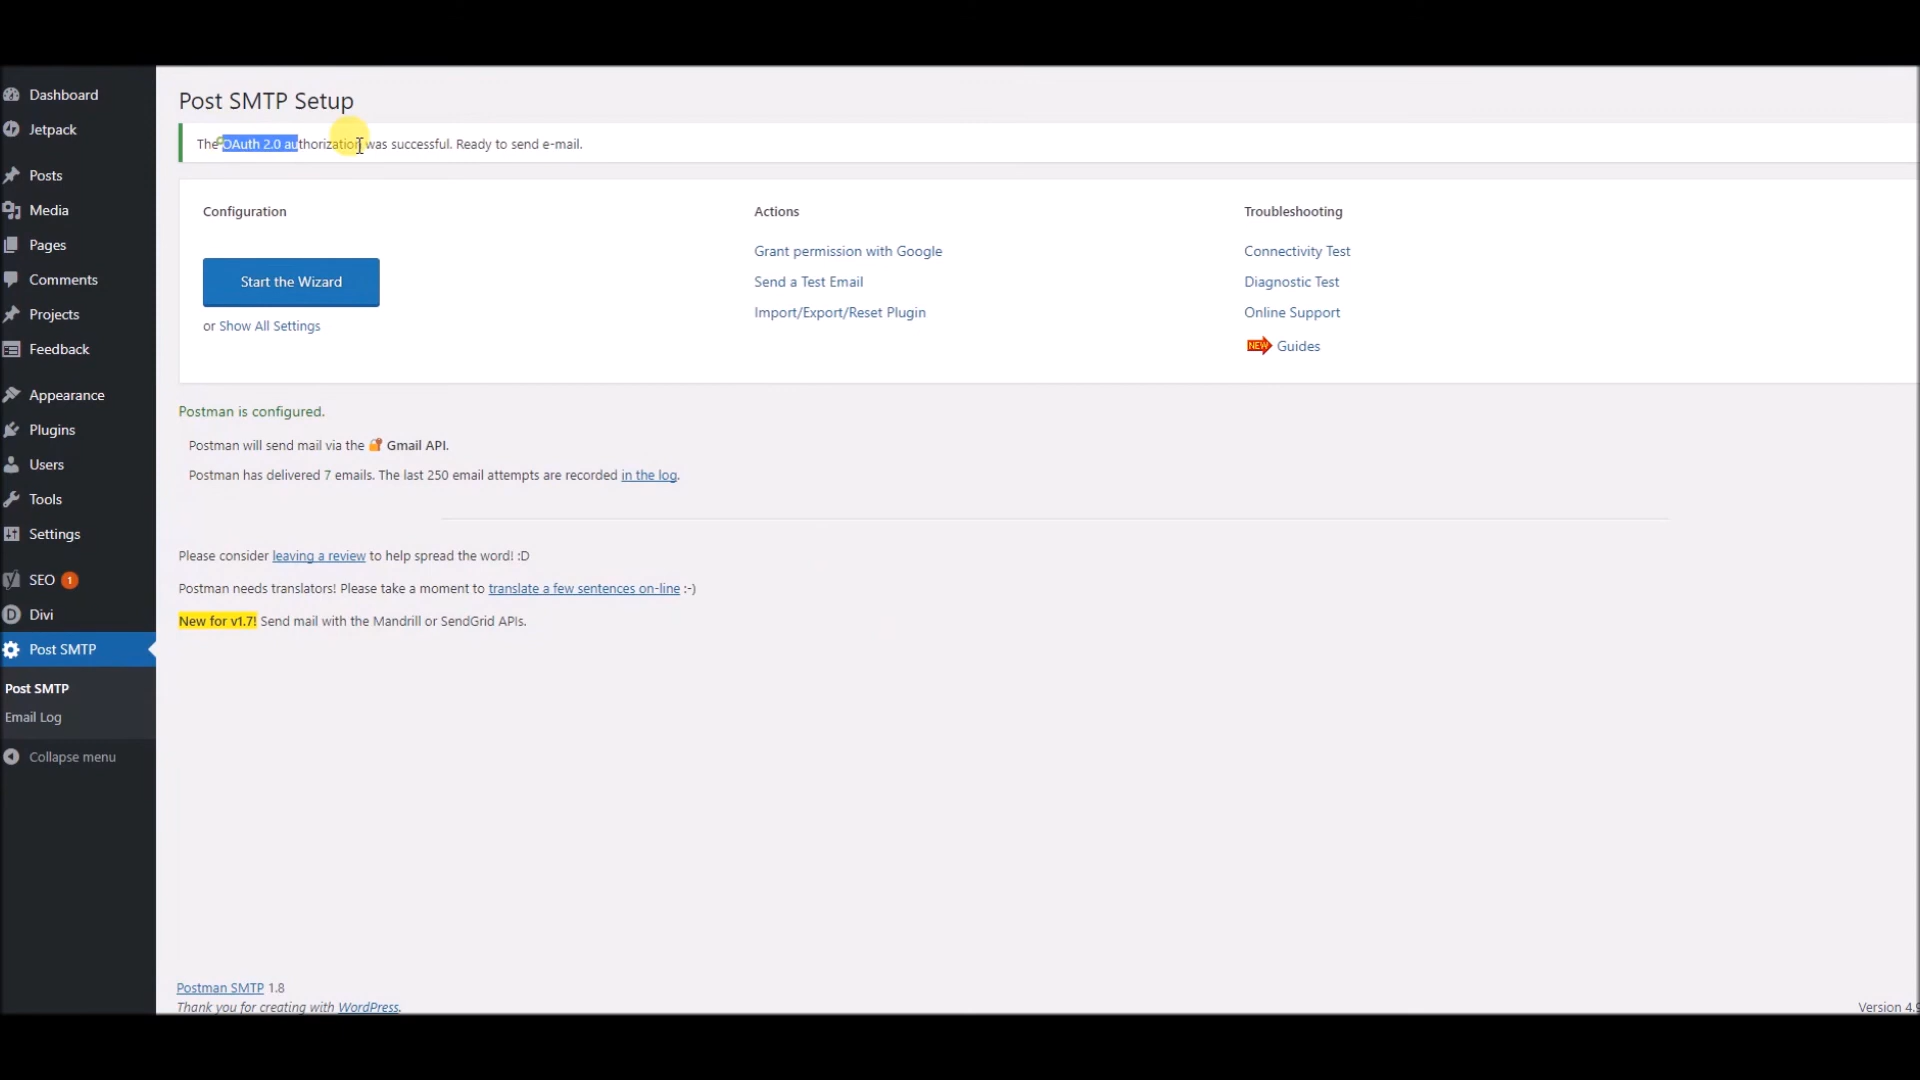 Dashboard
Jetpack
Posts
Media
Pages
Comments
Projects
Feedback
Appearance
Plugins
Users
Tools
Settings
SEO 1
Divi
Post SMTP
Post SMTP
Email Log
Collapse menu
Post SMTP Setup
The OAuth 2.0 authorization was successful. Ready to send e-mail.
Configuration
Start the Wizard
or Show All Settings
Actions
Grant permission with Google
Send a Test Email
Import/Export/Reset Plugin
Troubleshooting
Connectivity Test
Diagnostic Test
Online Support
NEW Guides
Postman is configured.
Postman will send mail via the Gmail API.
Postman has delivered 7 emails. The last 250 email attempts are recorded in the log.
Please consider leaving a review to help spread the word! :D
Postman needs translators! Please take a moment to translate a few sentences on-line :-)
New for v1.7! Send mail with the Mandrill or SendGrid APIs.
Postman SMTP 1.8
Thank you for creating with WordPress.
Version 4.9